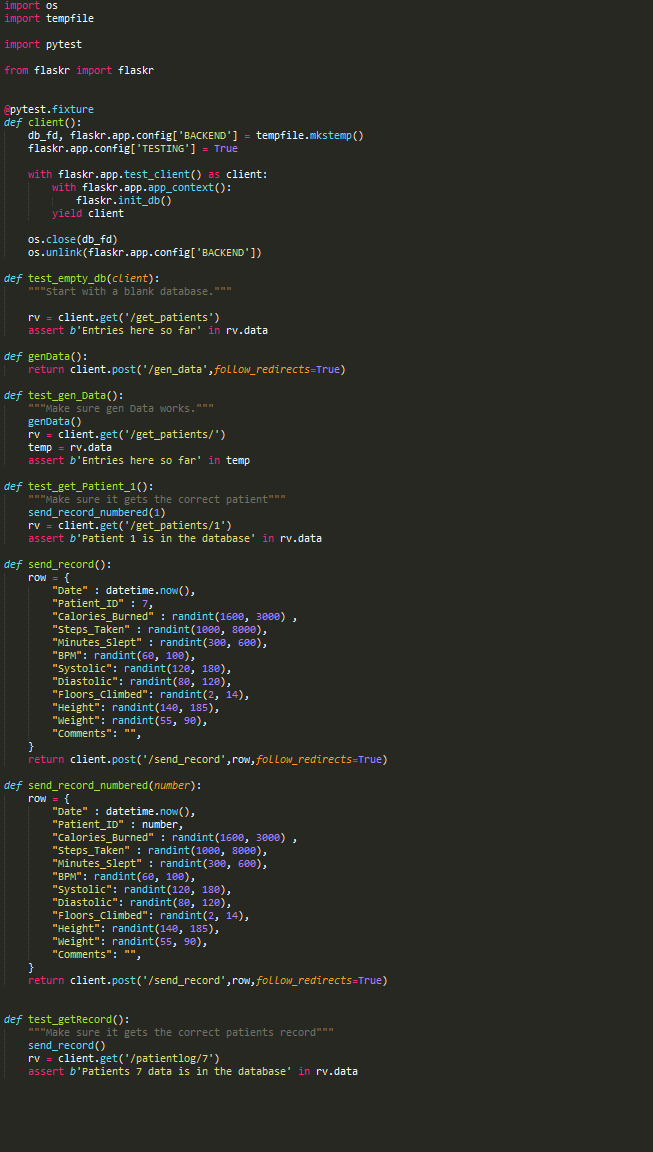 import os
import tempfile
import pytest
from flaskr import flaskr
@pytest.fixture
def client():
    db_fd, flaskr.app.config['BACKEND'] = tempfile.mkstemp()
    flaskr.app.config['TESTING'] = True
    with flaskr.app.test_client() as client:
        with flaskr.app.app_context():
            flaskr.init_db()
        yield client
    os.close(db_fd)
    os.unlink(flaskr.app.config['BACKEND'])
def test_empty_db(client):
    """Start with a blank database."""
    rv = client.get('/get_patients')
    assert b'Entries here so far' in rv.data
def genData():
    return client.post('/gen_data',follow_redirects=True)
def test_gen_Data():
    """Make sure gen Data works."""
    genData()
    rv = client.get('/get_patients/')
    temp = rv.data
    assert b'Entries here so far' in temp
def test_get_Patient_1():
    """Make sure it gets the correct patient"""
    send_record_numbered(1)
    rv = client.get('/get_patients/1')
    assert b'Patient 1 is in the database' in rv.data
def send_record():
    row = {
        "Date" : datetime.now(),
        "Patient_ID" : 7,
        "Calories_Burned" : randint(1600, 3000) ,
        "Steps_Taken" : randint(1000, 8000),
        "Minutes_Slept" : randint(300, 600),
        "BPM": randint(60, 100),
        "Systolic": randint(120, 180),
        "Diastolic": randint(80, 120),
        "Floors_Climbed": randint(2, 14),
        "Height": randint(140, 185),
        "Weight": randint(55, 90),
        "Comments": "",
    }
    return client.post('/send_record',row,follow_redirects=True)
def send_record_numbered(number):
    row = {
        "Date" : datetime.now(),
        "Patient_ID" : number,
        "Calories_Burned" : randint(1600, 3000) ,
        "Steps_Taken" : randint(1000, 8000),
        "Minutes_Slept" : randint(300, 600),
        "BPM": randint(60, 100),
        "Systolic": randint(120, 180),
        "Diastolic": randint(80, 120),
        "Floors_Climbed": randint(2, 14),
        "Height": randint(140, 185),
        "Weight": randint(55, 90),
        "Comments": "",
    }
    return client.post('/send_record',row,follow_redirects=True)
def test_getRecord():
    """Make sure it gets the correct patients record"""
    send_record()
    rv = client.get('/patientlog/7')
    assert b'Patients 7 data is in the database' in rv.data